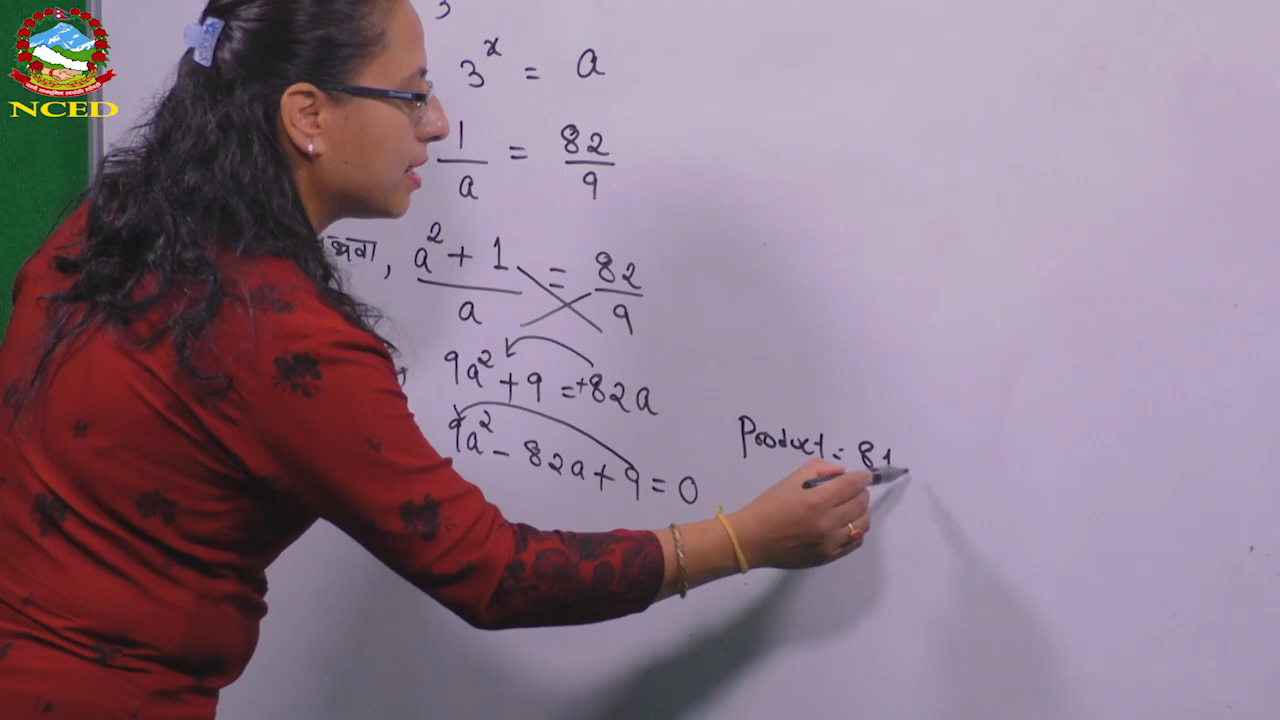 NCED
3
3^x = a
1/a = 82/9
अथवा, (a^2 + 1)/a = 82/9
9a^2 + 9 = +82a
9a^2 - 82a + 9 = 0
Product = 81